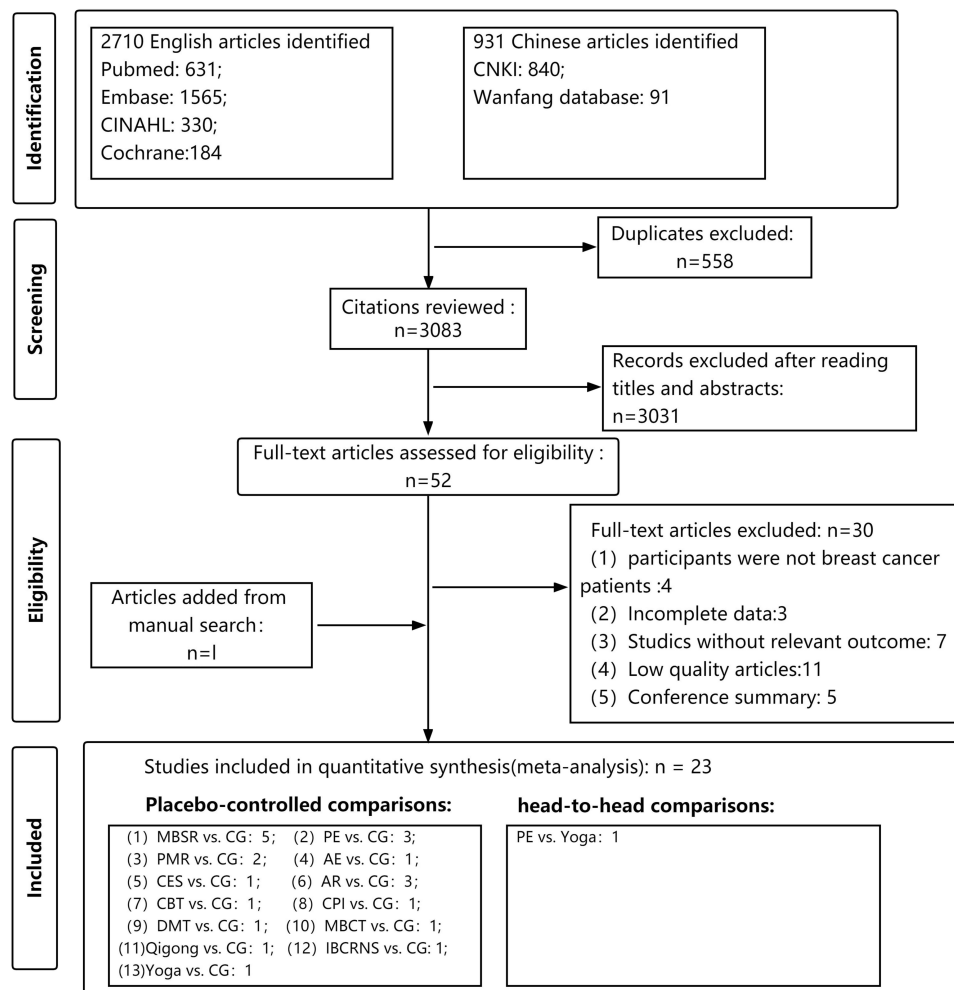 Identification
2710 English articles identified
Pubmed: 631;
Embase: 1565;
CINAHL: 330;
Cochrane:184
931 Chinese articles identified
CNKI: 840;
Wanfang database: 91
Screening
Duplicates excluded:
n=558
Citations reviewed :
n=3083
Records excluded after reading
titles and abstracts:
n=3031
Eligibility
Full-text articles assessed for eligibility :
n=52
Full-text articles excluded: n=30
(1) participants were not breast cancer
patients :4
(2) Incomplete data:3
(3) Studics without relevant outcome: 7
(4) Low quality articles:11
(5) Conference summary: 5
Articles added from
manual search:
n=l
Included
Studies included in quantitative synthesis(meta-analysis): n = 23
Placebo-controlled comparisons:
(1) MBSR vs. CG: 5; (2) PE vs. CG: 3;
(3) PMR vs. CG: 2; (4) AE vs. CG: 1;
(5) CES vs. CG: 1; (6) AR vs. CG: 3;
(7) CBT vs. CG: 1; (8) CPI vs. CG: 1;
(9) DMT vs. CG: 1; (10) MBCT vs. CG: 1;
(11)Qigong vs. CG: 1; (12) IBCRNS vs. CG: 1;
(13)Yoga vs. CG: 1
head-to-head comparisons:
PE vs. Yoga: 1